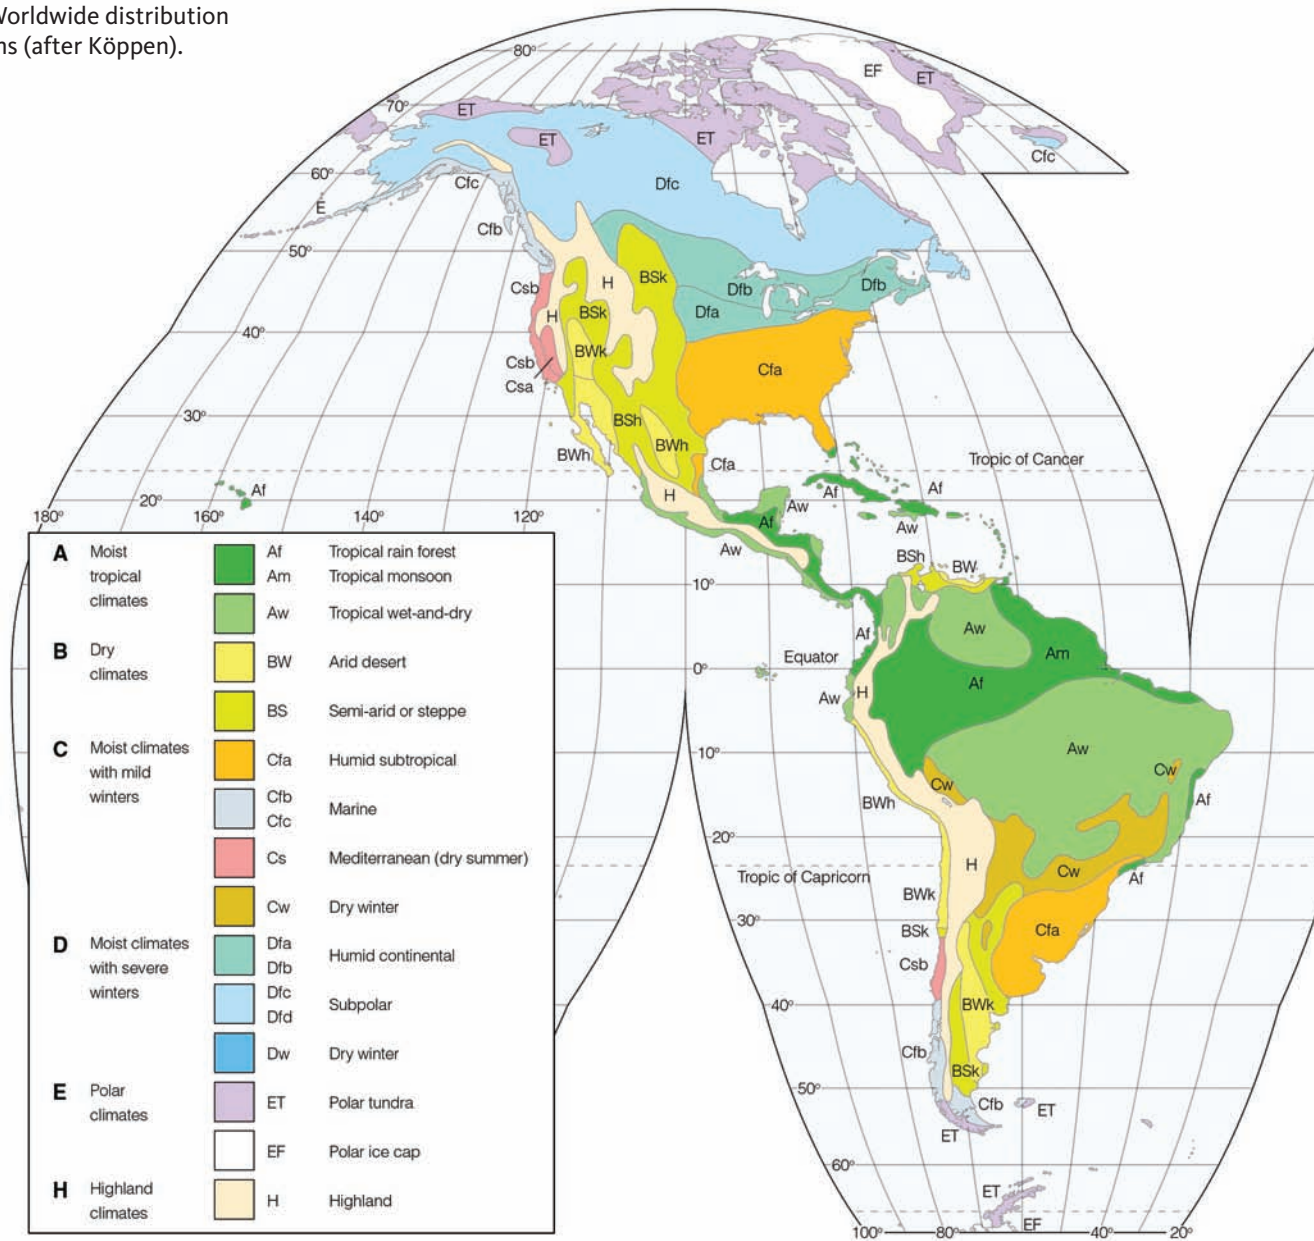 Worldwide distribution
ns (after Köppen).
80°
EF
ET
70°
ET
ET
ET
Cfc
60°
Cfc
Dfc
E
Cfb
50°
BSk
H
Csb
Dfb
Dfb
BSk
H
Dfa
40°
BWk
Csb
Cfa
Csa
30°
BSh
BWh
BWh
Cfa
Tropic of Cancer
Af
Af
Af
H
20°
Aw
180°
160°
140°
120°
Af
Aw
Aw
BSh
BW
10°
Aw
Af
Equator
Am
0°
Af
H
Aw
Aw
10°
Cw
Cw
BWh
Af
20°
H
Cw
Tropic of Capricorn
Af
BWk
30°
BSk
Cfa
Csb
40°
BWk
Cfb
BSk
50°
Cfb
ET
ET
60°
ET
EF
100°
80°
40°
20°
A Moist tropical climates
Af Tropical rain forest
Am Tropical monsoon
Aw Tropical wet-and-dry
B Dry climates
BW Arid desert
BS Semi-arid or steppe
C Moist climates with mild winters
Cfa Humid subtropical
Cfb
Cfc
Marine
Cs Mediterranean (dry summer)
Cw Dry winter
D Moist climates with severe winters
Dfa
Dfb
Humid continental
Dfc
Dfd
Subpolar
Dw Dry winter
E Polar climates
ET Polar tundra
EF Polar ice cap
H Highland climates
H Highland